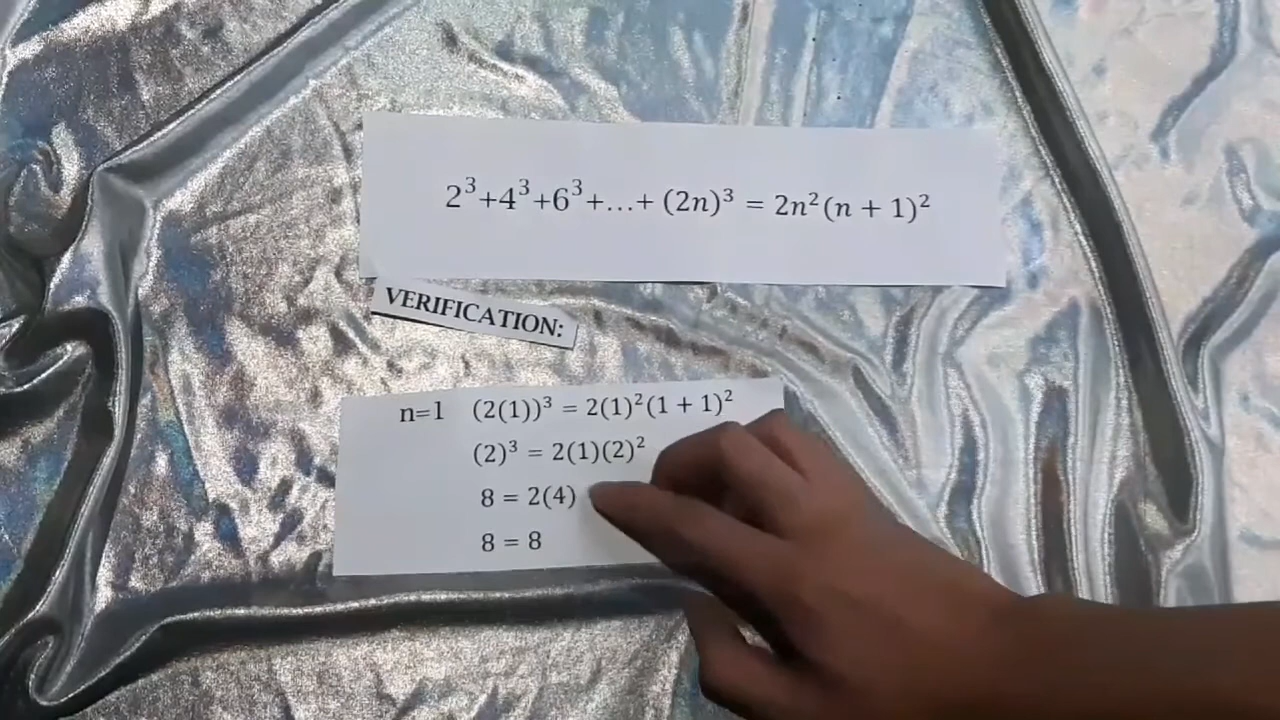 2³+4³+6³+...+ (2n)³ = 2n²(n + 1)²
VERIFICATION:
n=1 (2(1))³ = 2(1)²(1 + 1)²
(2)³ = 2(1)(2)²
8 = 2(4)
8 = 8